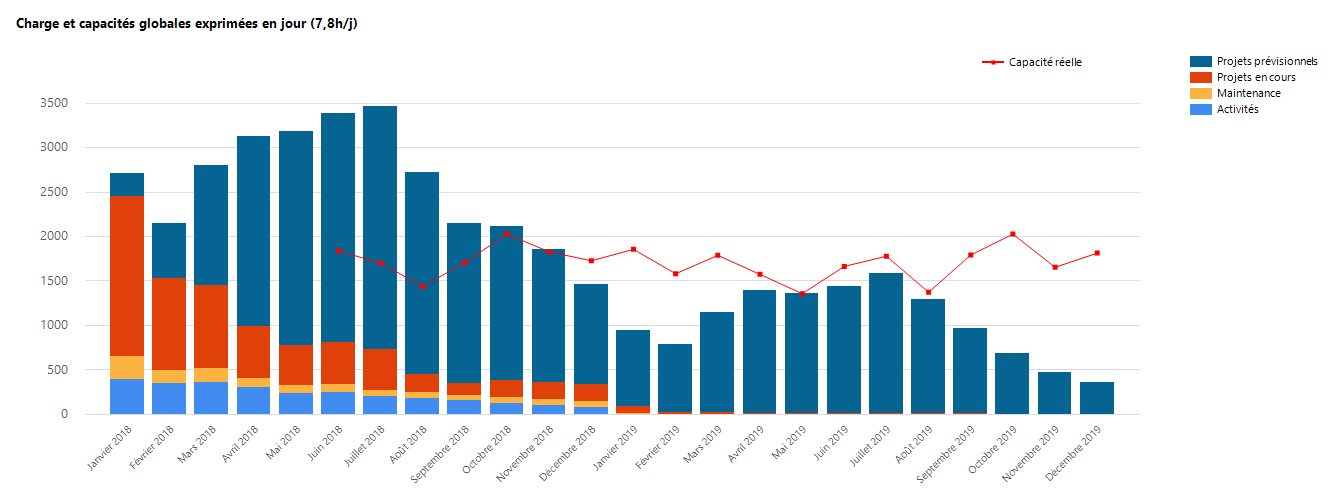 Charge et capacités globales exprimées en jour (7,8h/j)
Capacité réelle
Projets prévisionnels
Projets en cours
Maintenance
Activités
3500
3000
2500
2000
1500
1000
500
0
Janvier 2018
Février 2018
Mars 2018
Avril 2018
Mai 2018
Juin 2018
Juillet 2018
Août 2018
Septembre 2018
Octobre 2018
Novembre 2018
Décembre 2018
Janvier 2019
Février 2019
Mars 2019
Avril 2019
Mai 2019
Juin 2019
Juillet 2019
Août 2019
Septembre 2019
Octobre 2019
Novembre 2019
Décembre 2019